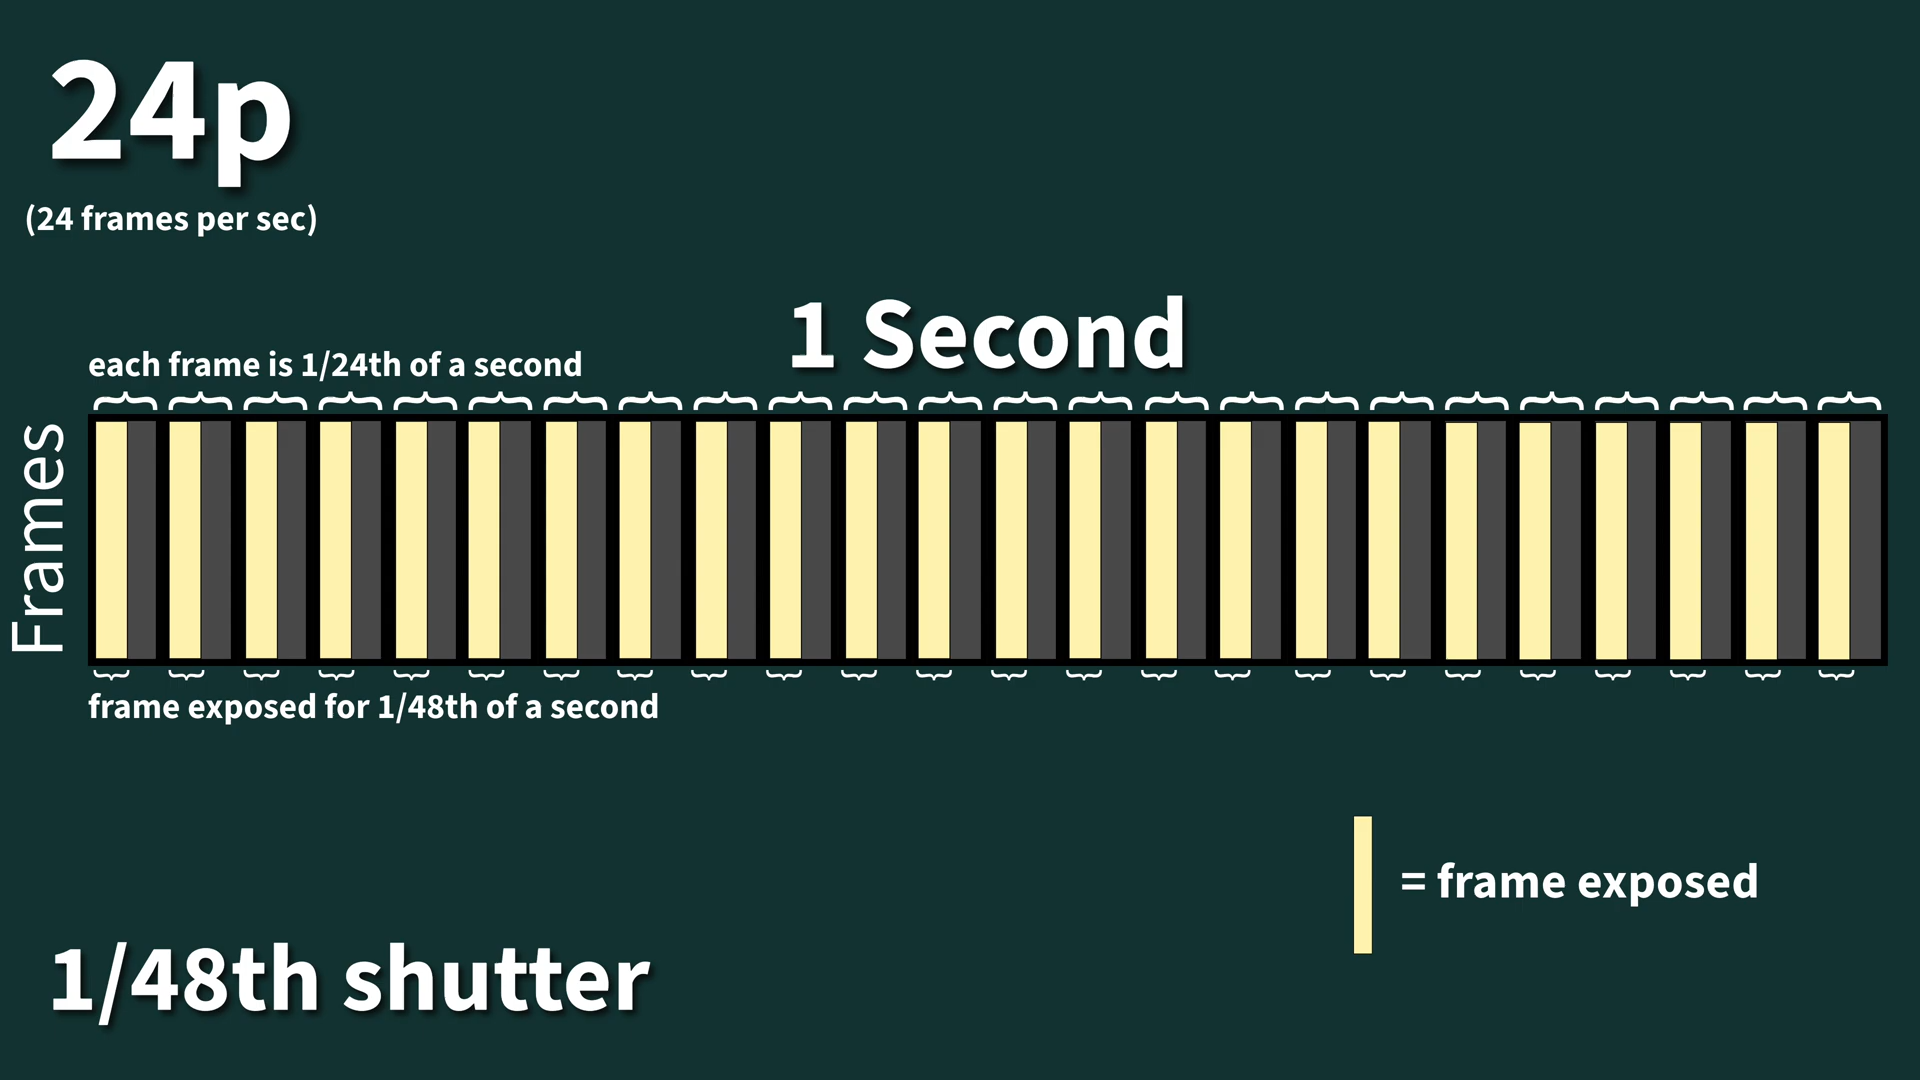 24p
(24 frames per sec)
1 Second
each frame is 1/24th of a second
Frames
frame exposed for 1/48th of a second
= frame exposed
1/48th shutter